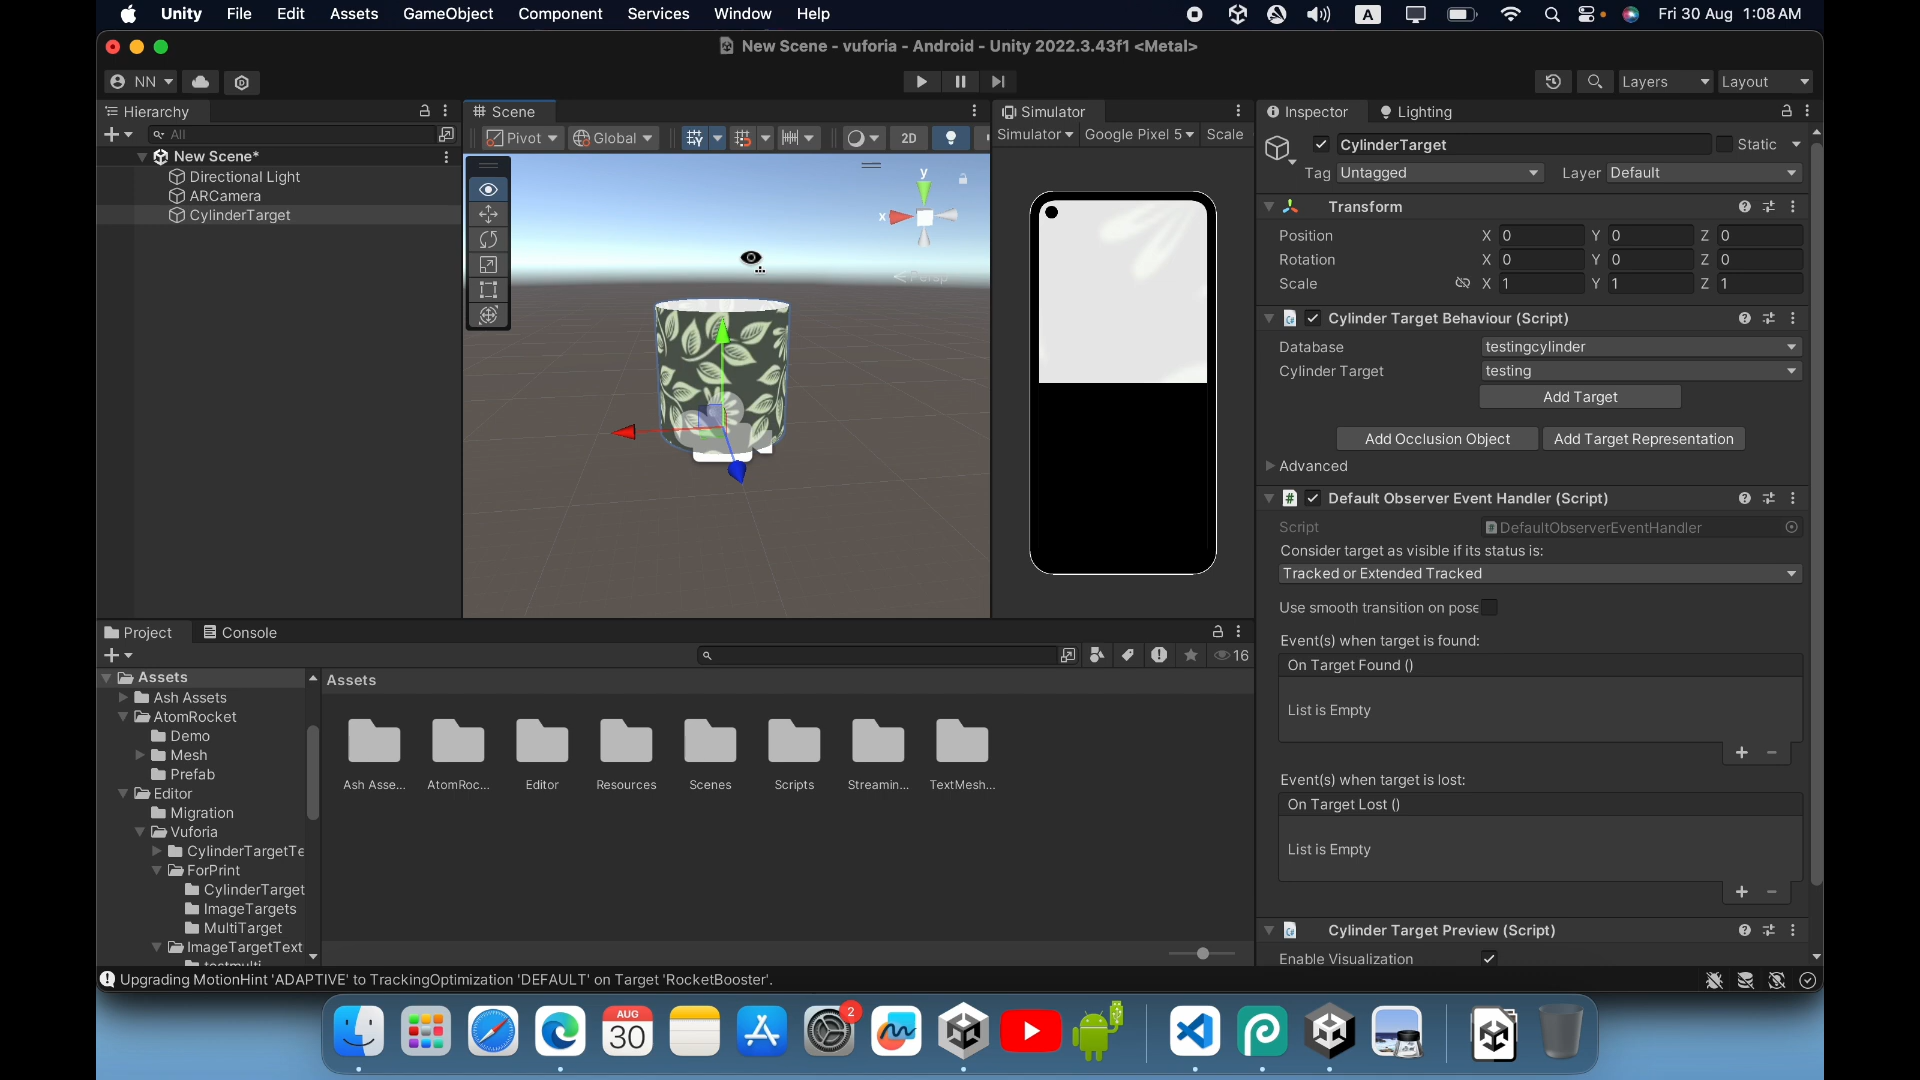 Unity File Edit Assets GameObject Component Services Window Help
A
Fri 30 Aug 1:08 AM
New Scene - vuforia - Android - Unity 2022.3.43f1 <Metal>
NN
Layers
Layout
Hierarchy
All
New Scene*
Directional Light
ARCamera
CylinderTarget
Scene
Pivot
Global
2D
y
x
Persp
Simulator
Simulator
Google Pixel 5
Scale
Inspector
Lighting
CylinderTarget
Static
Tag Untagged
Layer Default
Transform
Position X 0 Y 0 Z 0
Rotation X 0 Y 0 Z 0
Scale X 1 Y 1 Z 1
Cylinder Target Behaviour (Script)
Database testingcylinder
Cylinder Target testing
Add Target
Add Occlusion Object
Add Target Representation
Advanced
Default Observer Event Handler (Script)
Script DefaultObserverEventHandler
Consider target as visible if its status is:
Tracked or Extended Tracked
Use smooth transition on pose
Event(s) when target is found:
On Target Found ()
List is Empty
Event(s) when target is lost:
On Target Lost ()
List is Empty
Cylinder Target Preview (Script)
Enable Visualization
Project
Console
16
Assets
Ash Assets
AtomRocket
Demo
Mesh
Prefab
Editor
Migration
Vuforia
CylinderTargetTe
ForPrint
CylinderTarget
ImageTargets
MultiTarget
ImageTargetText
Assets
Ash Asse...
AtomRoc...
Editor
Resources
Scenes
Scripts
Streamin...
TextMesh...
Upgrading MotionHint 'ADAPTIVE' to TrackingOptimization 'DEFAULT' on Target 'RocketBooster'.
AUG
30
2